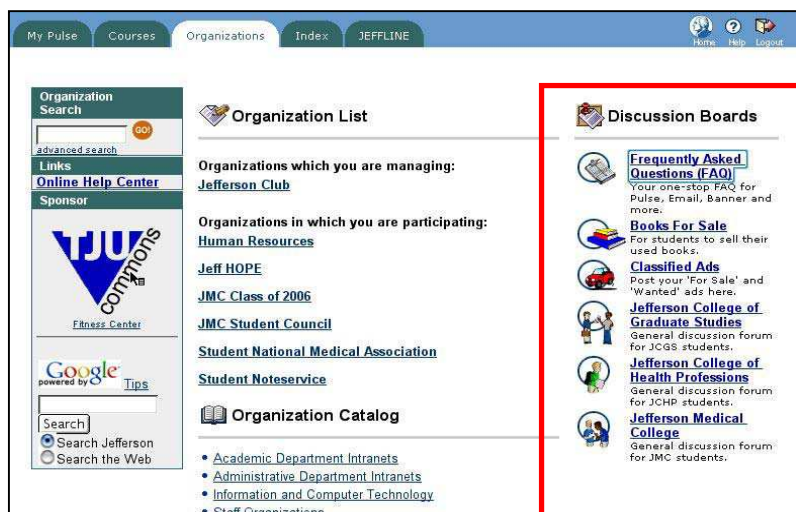 My Pulse
Courses
Organizations
Index
JEFFLINE
Home
Help
Logout
Organization
Search
GO!
advanced search
Links
Online Help Center
Sponsor
TJU
commons
Fitness Center
Google
powered by
Tips
Search
Search Jefferson
Search the Web
Organization List
Organizations which you are managing:
Jefferson Club
Organizations in which you are participating:
Human Resources
Jeff HOPE
JMC Class of 2006
JMC Student Council
Student National Medical Association
Student Noteservice
Organization Catalog
Academic Department Intranets
Administrative Department Intranets
Information and Computer Technology
Staff Organizations
Discussion Boards
Frequently Asked
Questions (FAQ)
Your one-stop FAQ for
Pulse, Email, Banner and
more.
Books For Sale
For students to sell their
used books.
Classified Ads
Post your 'For Sale' and
'Wanted' ads here.
Jefferson College of
Graduate Studies
General discussion forum
for JCGS students.
Jefferson College of
Health Professions
General discussion forum
for JCHP students.
Jefferson Medical
College
General discussion forum
for JMC students.